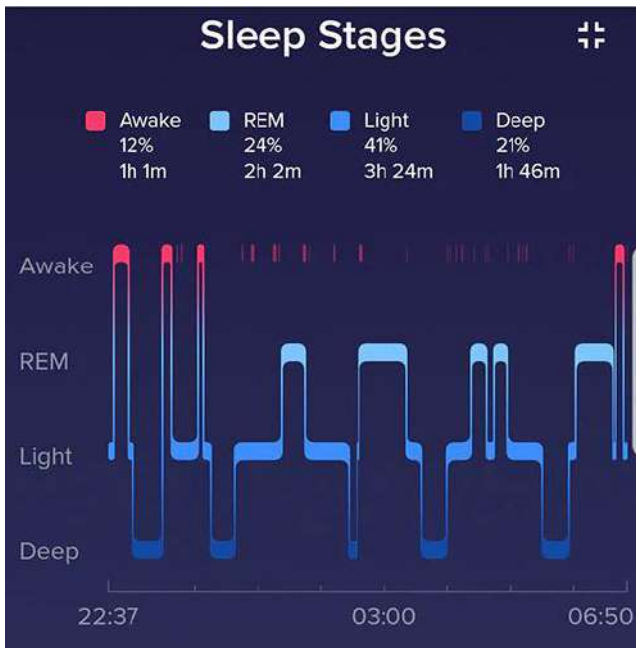 Sleep Stages
Awake REM Light Deep
12% 24% 41% 21%
1h 1m 2h 2m 3h 24m 1h 46m
Awake
REM
Light
Deep
22:37 03:00 06:50